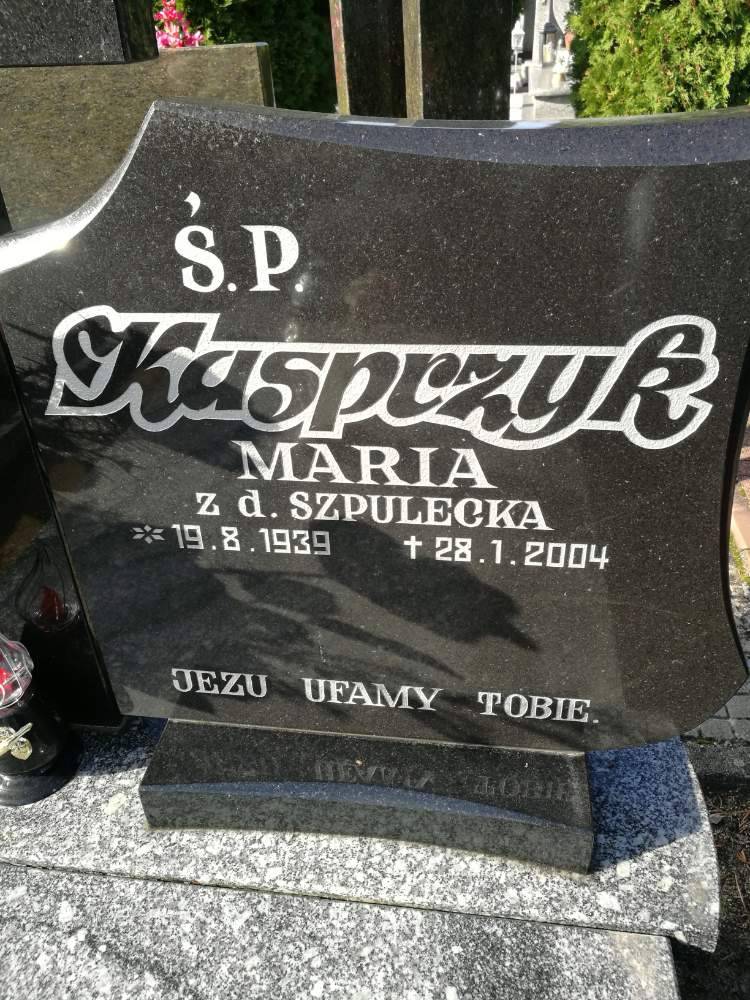 Ś.P.
Kasprzyk
MARIA
z d. SZPULECKA
* 19.8.1939 † 28.1.2004
JEZU UFAMY TOBIE.